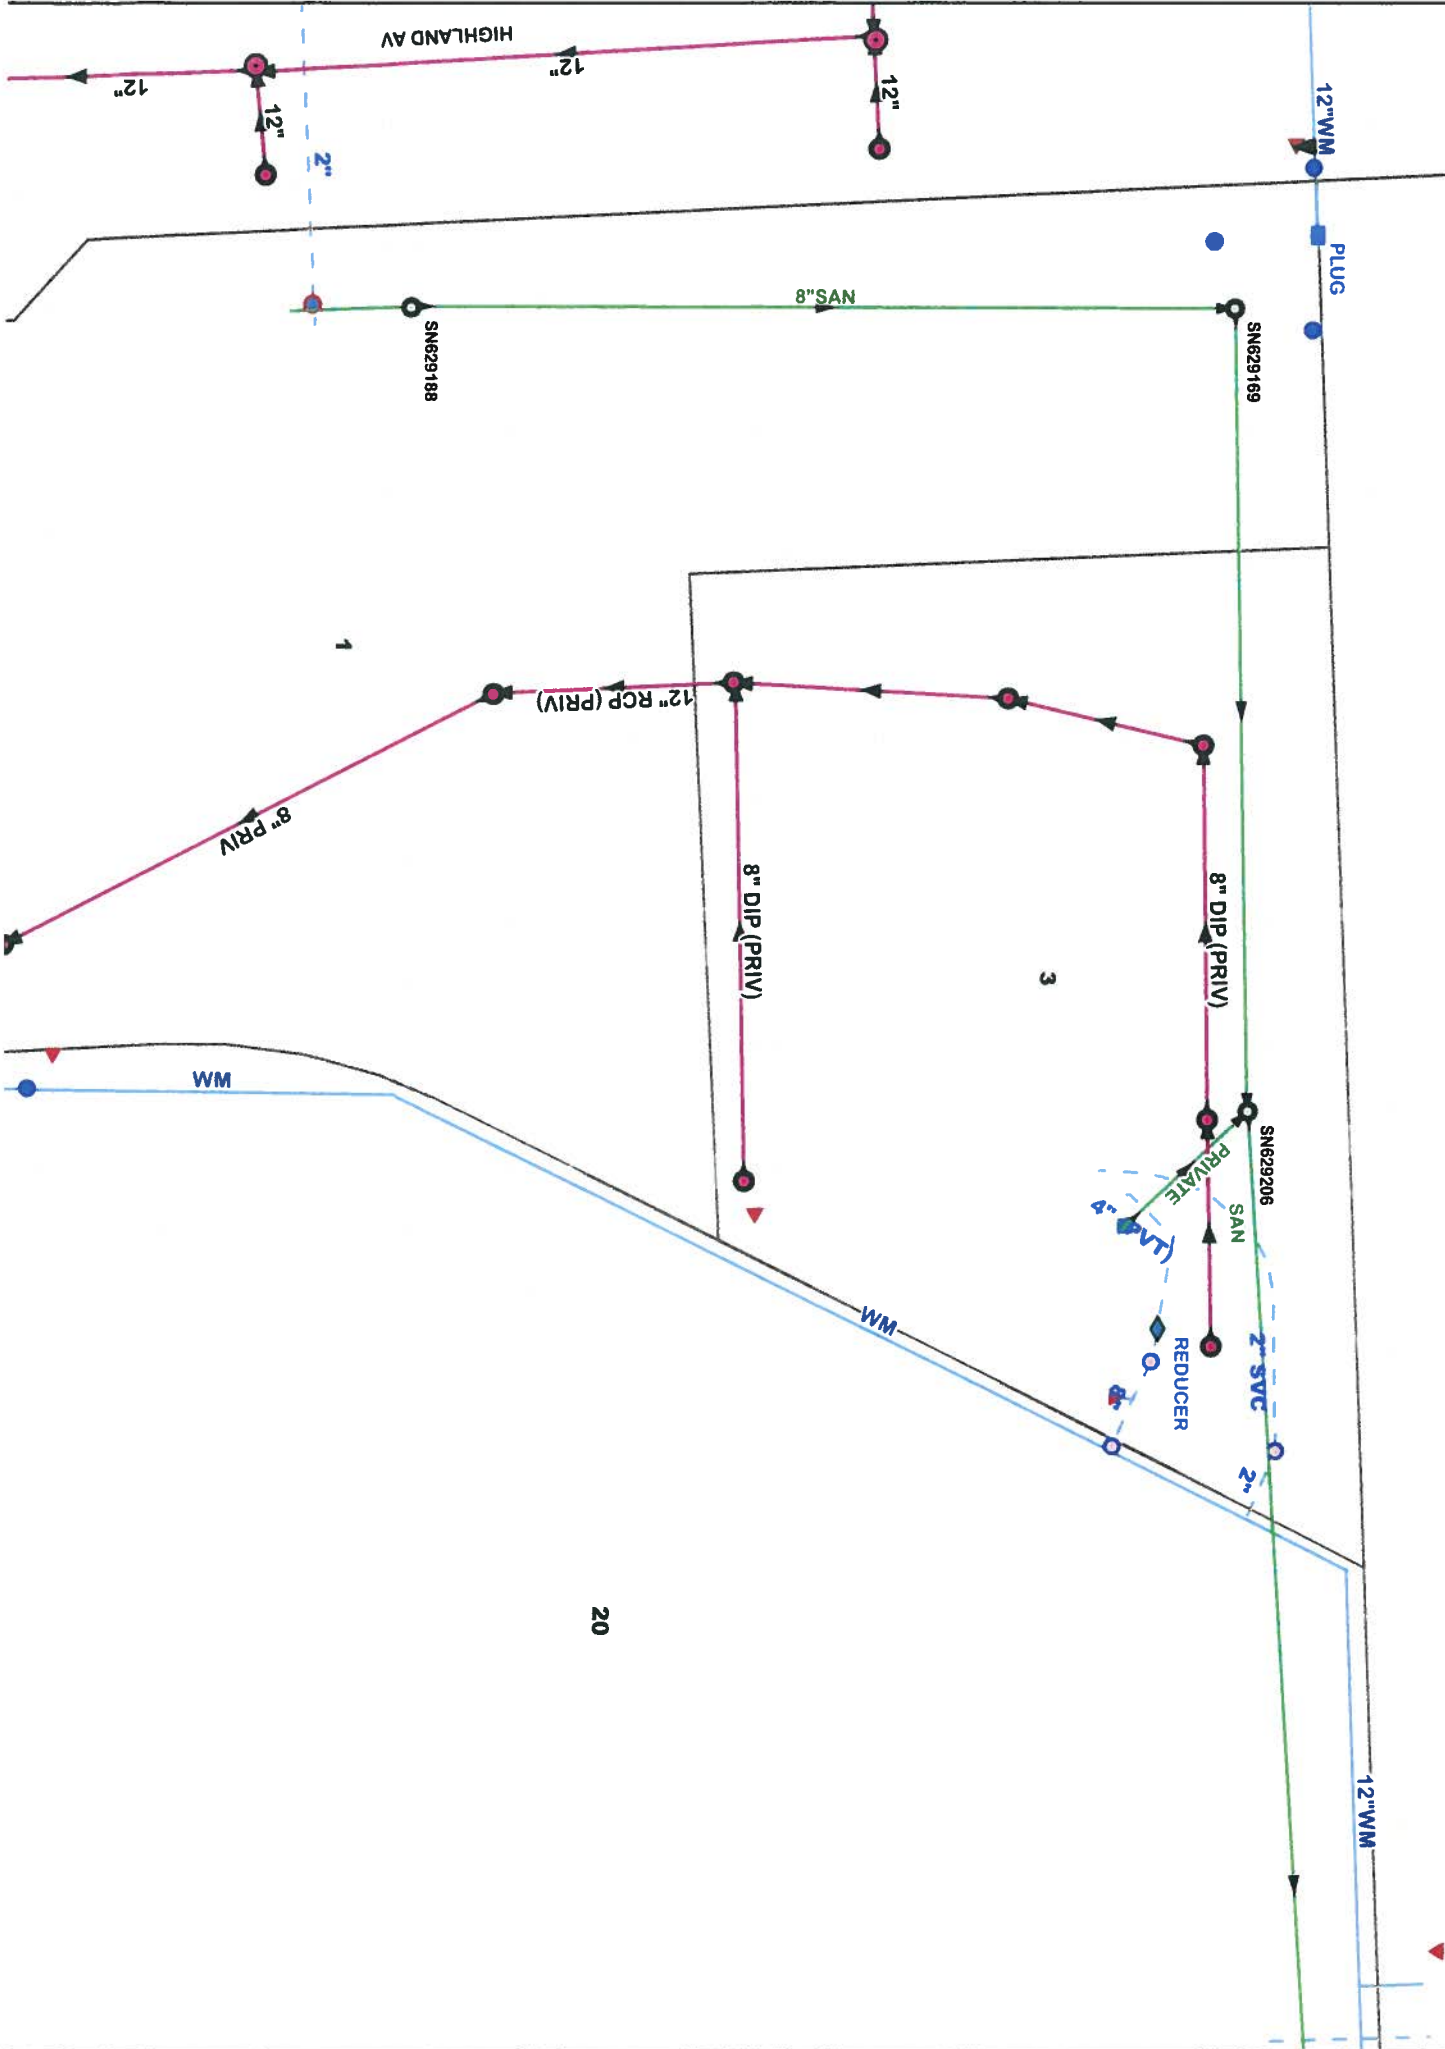 HIGHLAND AV
12"
12"
12"
12"
2"
12"WM
PLUG
8"SAN
SN629188
SN629169
1
12" RCP (PRIV)
8" PRIV
8" DIP (PRIV)
8" DIP (PRIV)
3
WM
SN629206
PRIVATE
SAN
4" (PVT)
REDUCER
8"
2" SVC
2"
WM
20
12"WM